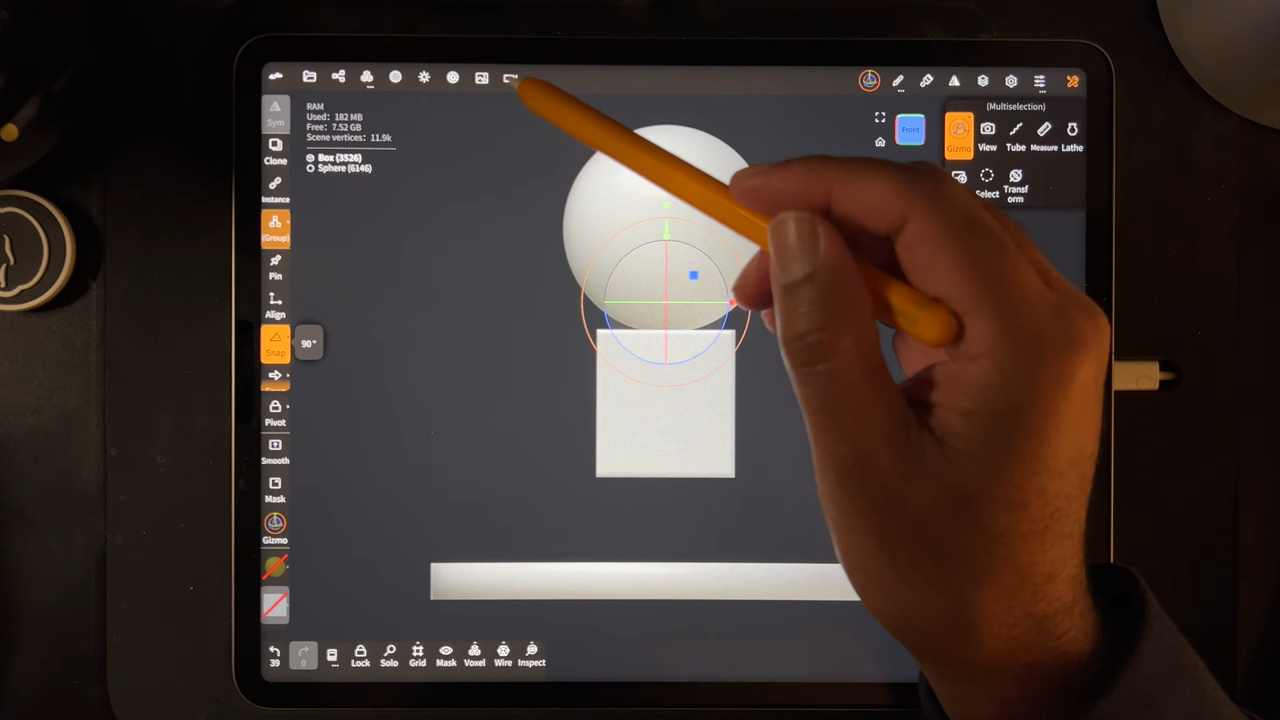 RAM
Used: 182 MB
Free: 7.52 GB
Scene vertices: 11.9k
Box (3526)
Sphere (6146)
Sym
Clone
Instance
(Group)
Pin
Align
Snap
90°
Pivot
Smooth
Mask
Gizmo
39
0
Lock
Solo
Grid
Mask
Voxel
Wire
Inspect
Front
(Multiselection)
Gizmo
View
Tube
Measure
Lathe
Select
Transf
orm